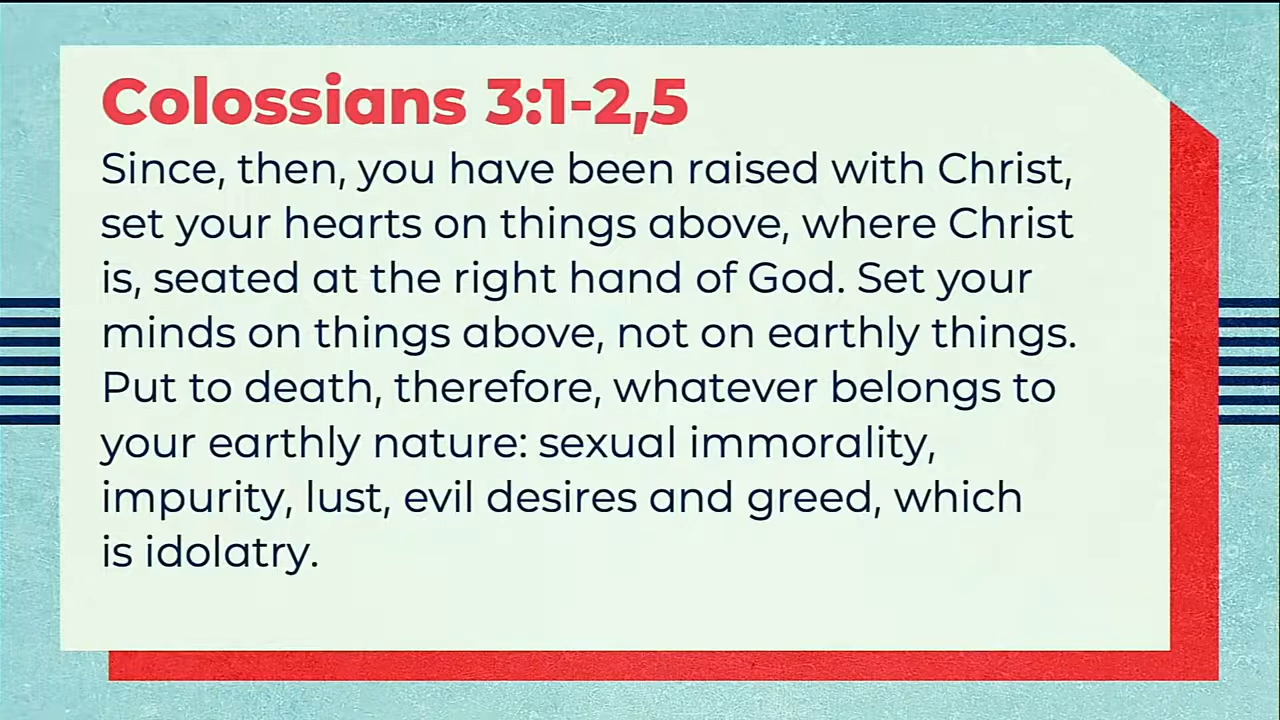 Colossians 3:1-2,5
Since, then, you have been raised with Christ,
set your hearts on things above, where Christ
is, seated at the right hand of God. Set your
minds on things above, not on earthly things.
Put to death, therefore, whatever belongs to
your earthly nature: sexual immorality,
impurity, lust, evil desires and greed, which
is idolatry.